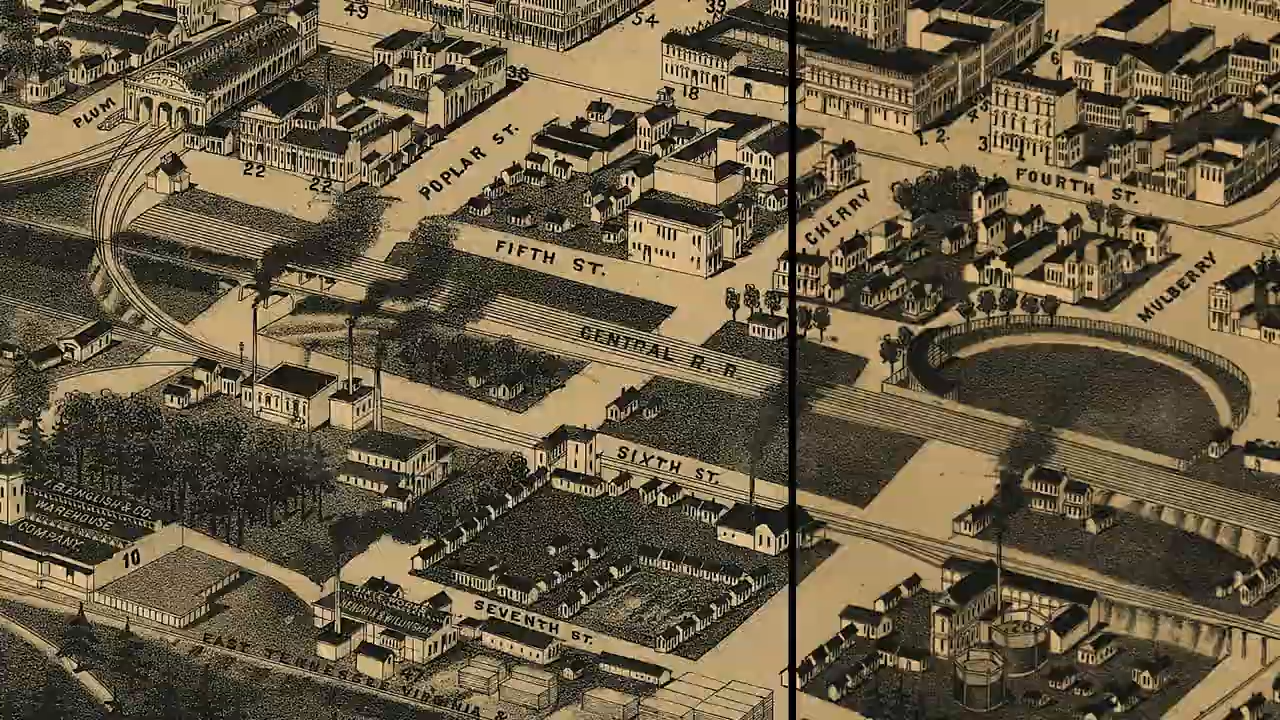 49
54
39
38
18
PLUM
22
22
POPLAR ST.
FIFTH ST.
CHERRY
1. 2.
3
4
5
6
FOURTH ST.
MULBERRY
CENTRAL R. R.
SIXTH ST.
I. B. ENGLISH & CO.
WAREHOUSE
COMPANY.
10
SEVENTH ST.
EAST TENNESSEE VIRGINIA &
47